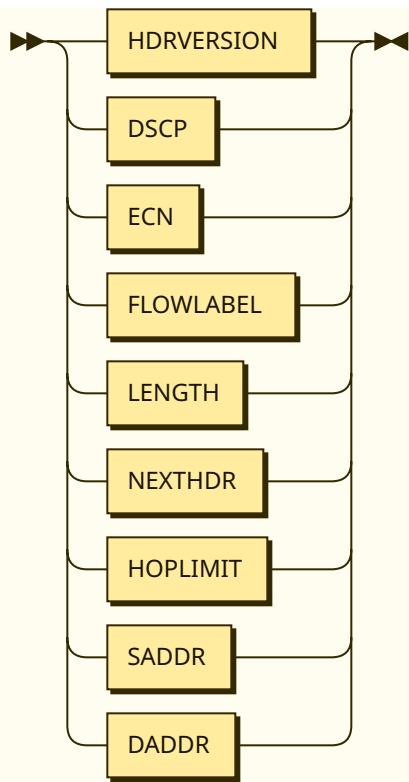 HDRVERSION
DSCP
ECN
FLOWLABEL
LENGTH
NEXTHDR
HOPLIMIT
SADDR
DADDR